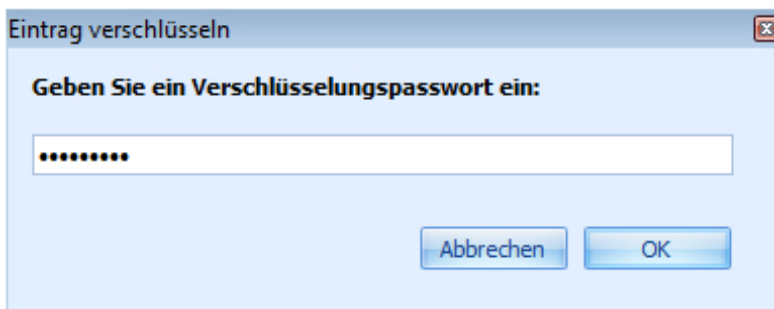 Eintrag verschlüsseln
Geben Sie ein Verschlüsselungspasswort ein:
•••••••••
Abbrechen OK